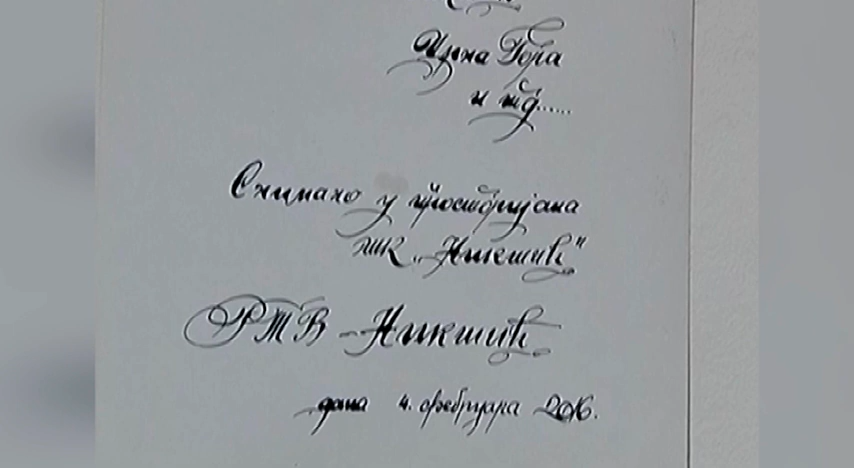 Црна Гора
и тд.....
Снимано у просторијама
ПК „Никшић"
РТВ - Никшић
дана 4. фебруара 2016.